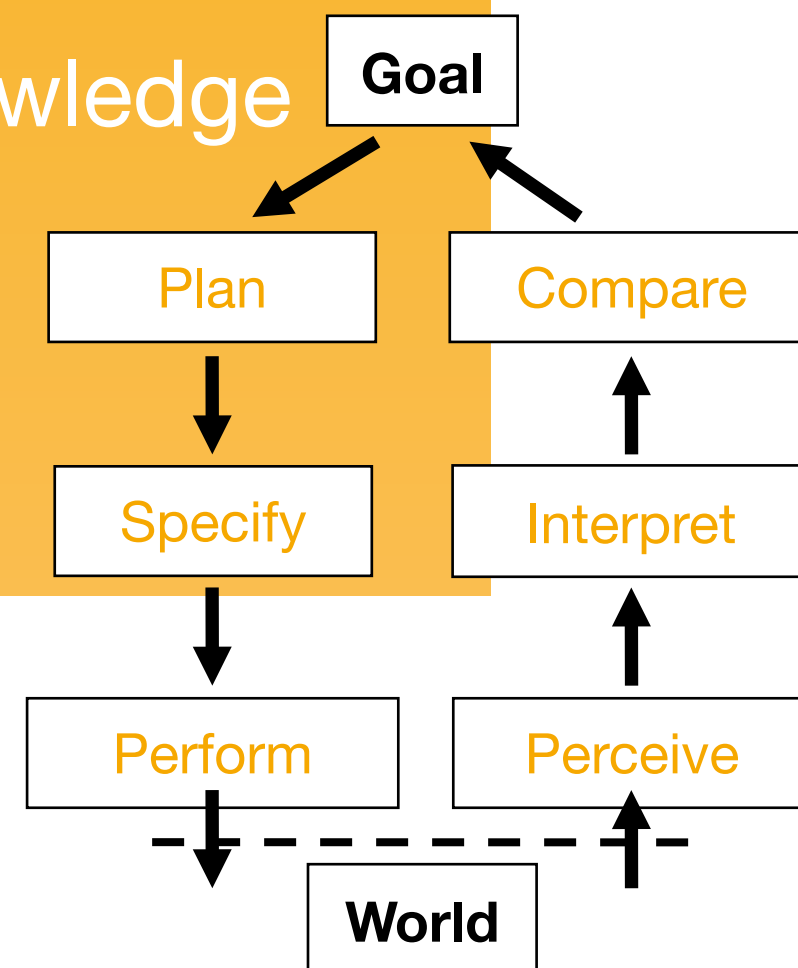 wledge
Goal
Plan
Compare
Specify
Interpret
Perform
Perceive
World